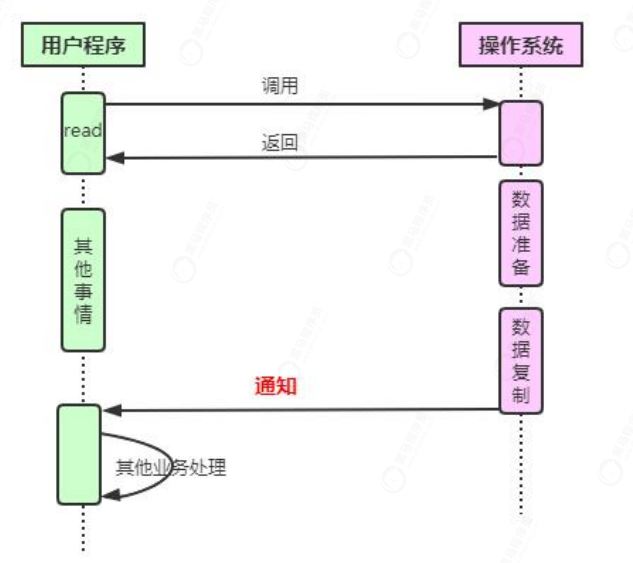 用户程序
操作系统
调用
read
返回
数据准备
其他事情
数据复制
通知
其他业务处理